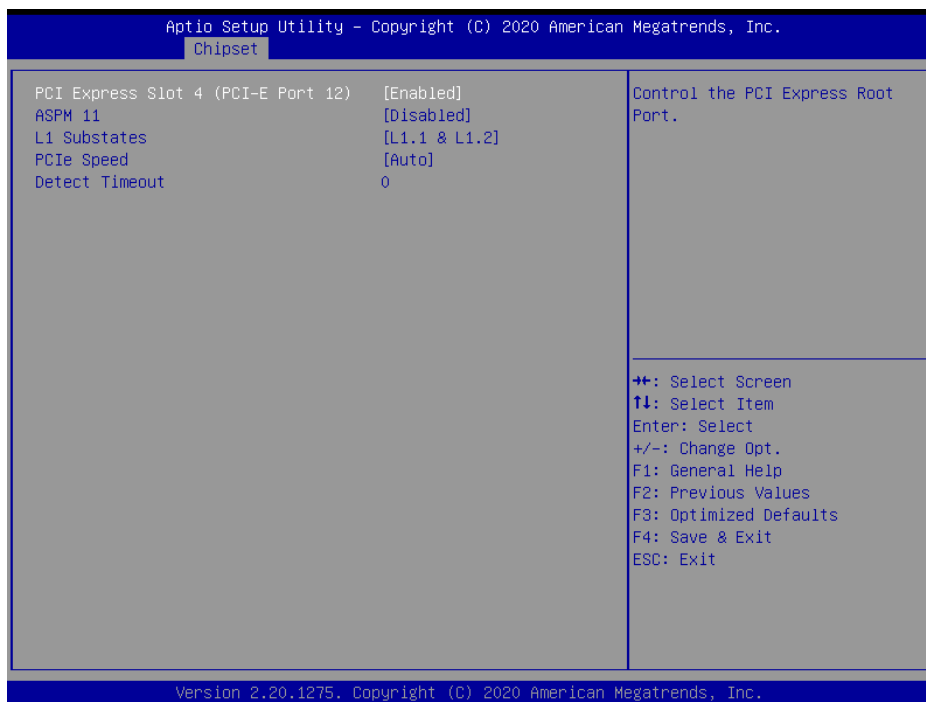 Aptio Setup Utility – Copyright (C) 2020 American Megatrends, Inc.
Chipset
PCI Express Slot 4 (PCI-E Port 12) [Enabled]
ASPM 11 [Disabled]
L1 Substates [L1.1 & L1.2]
PCIe Speed [Auto]
Detect Timeout 0
Control the PCI Express Root
Port.
→←: Select Screen
↑↓: Select Item
Enter: Select
+/-: Change Opt.
F1: General Help
F2: Previous Values
F3: Optimized Defaults
F4: Save & Exit
ESC: Exit
Version 2.20.1275. Copyright (C) 2020 American Megatrends, Inc.